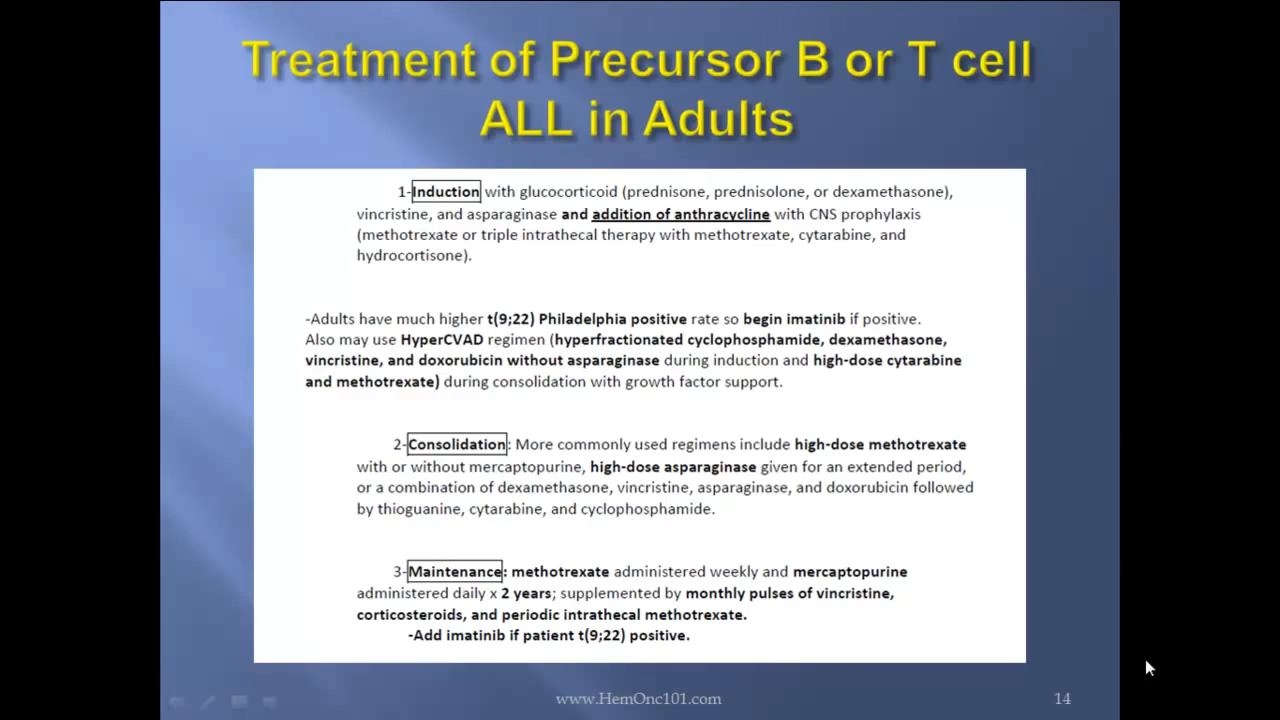 Treatment of Precursor B or T cell
ALL in Adults
1-Induction with glucocorticoid (prednisone, prednisolone, or dexamethasone),
vincristine, and asparaginase and addition of anthracycline with CNS prophylaxis
(methotrexate or triple intrathecal therapy with methotrexate, cytarabine, and
hydrocortisone).
-Adults have much higher t(9;22) Philadelphia positive rate so begin imatinib if positive.
Also may use HyperCVAD regimen (hyperfractionated cyclophosphamide, dexamethasone,
vincristine, and doxorubicin without asparaginase during induction and high-dose cytarabine
and methotrexate) during consolidation with growth factor support.
2-Consolidation: More commonly used regimens include high-dose methotrexate
with or without mercaptopurine, high-dose asparaginase given for an extended period,
or a combination of dexamethasone, vincristine, asparaginase, and doxorubicin followed
by thioguanine, cytarabine, and cyclophosphamide.
3-Maintenance: methotrexate administered weekly and mercaptopurine
administered daily x 2 years; supplemented by monthly pulses of vincristine,
corticosteroids, and periodic intrathecal methotrexate.
-Add imatinib if patient t(9;22) positive.
www.HemOnc101.com
14